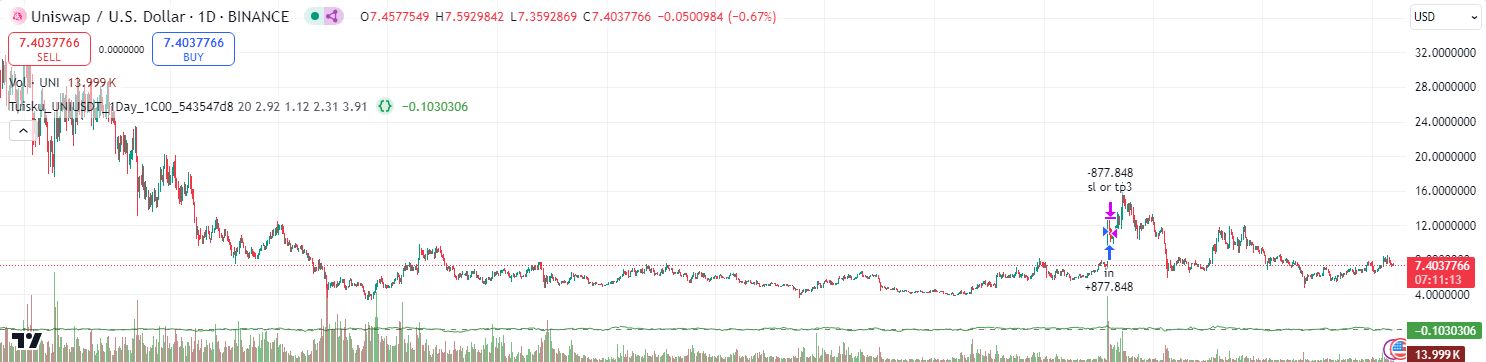 Uniswap / U.S. Dollar · 1D · BINANCE O7.4577549 H7.5929842 L7.3592869 C7.4037766 −0.0500984 (−0.67%)
USD
7.4037766
SELL
0.0000000
7.4037766
BUY
Vol · UNI 13.999 K
Tuisku_UNIUSDT_1Day_1C00_543547d8 20 2.92 1.12 2.31 3.91 {} −0.1030306
32.0000000
28.0000000
24.0000000
20.0000000
16.0000000
12.0000000
7.4037766
07:11:13
4.0000000
-877.848
sl or tp3
in
+877.848
−0.1030306
13.999 K